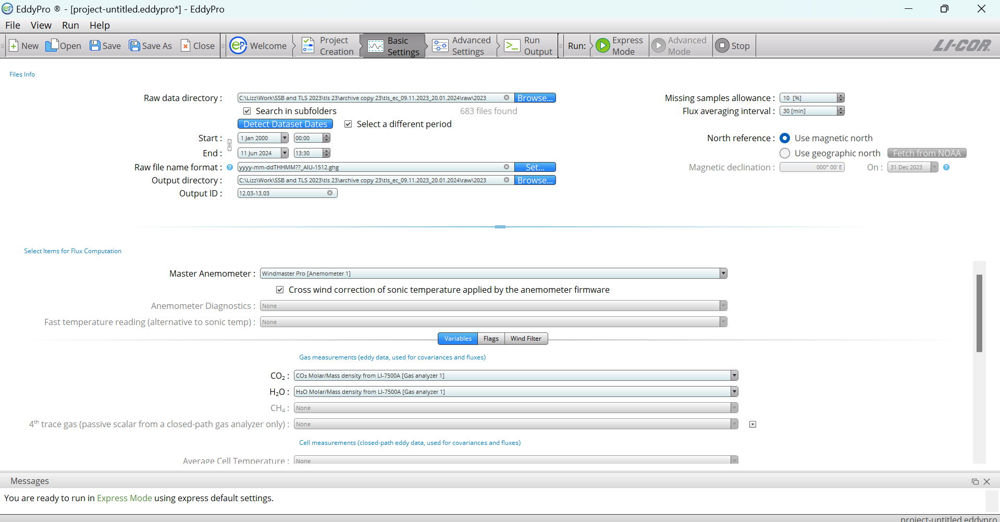 EddyPro ® - [project-untitled.eddypro*] - EddyPro
File View Run Help
New Open Save Save As Close Welcome Project Creation Basic Settings Advanced Settings Run Output Run: Express Mode Advanced Mode Stop LI-COR
Files Info
Raw data directory : C:\Lizz\Work\SSB and TLS 2023\tls 23\archive copy 23\tls_ec_09.11.2023_20.01.2024\raw\2023 Browse... Missing samples allowance : 10 [%]
Search in subfolders 683 files found Flux averaging interval : 30 [min]
Detect Dataset Dates Select a different period
Start : 1 Jan 2000 00:00 North reference : Use magnetic north
End : 11 Jun 2024 13:30 Use geographic north Fetch from NOAA
Raw file name format : ? yyyy-mm-ddTHHMM??_AIU-1512.ghg Set... Magnetic declination : 000° 00' E On : 31 Dec 2023 ?
Output directory : C:\Lizz\Work\SSB and TLS 2023\tls 23\archive copy 23\tls_ec_09.11.2023_20.01.2024\raw\2023 Browse...
Output ID : 12.03-13.03
Select Items for Flux Computation
Master Anemometer : Windmaster Pro [Anemometer 1]
Cross wind correction of sonic temperature applied by the anemometer firmware
Anemometer Diagnostics : None
Fast temperature reading (alternative to sonic temp) : None
Variables Flags Wind Filter
Gas measurements (eddy data, used for covariances and fluxes)
CO₂ : CO₂ Molar/Mass density from LI-7500A [Gas analyzer 1]
H₂O : H₂O Molar/Mass density from LI-7500A [Gas analyzer 1]
CH₄ : None
4th trace gas (passive scalar from a closed-path gas analyzer only) : None
Cell measurements (closed-path eddy data, used for covariances and fluxes)
Average Cell Temperature : None
Messages
You are ready to run in Express Mode using express default settings.
project-untitled.eddypro